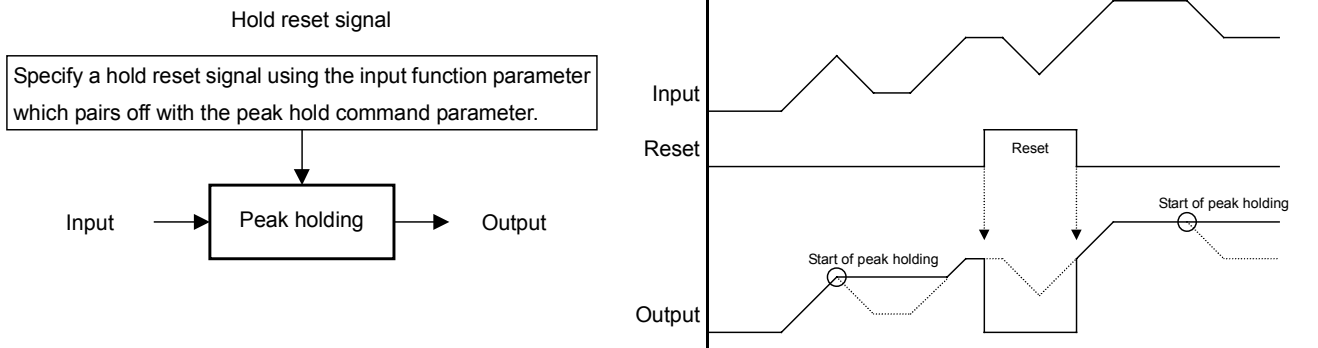 Hold reset signal
Specify a hold reset signal using the input function parameter
which pairs off with the peak hold command parameter.
Input
Peak holding
Output
Input
Reset
Reset
Start of peak holding
Start of peak holding
Output